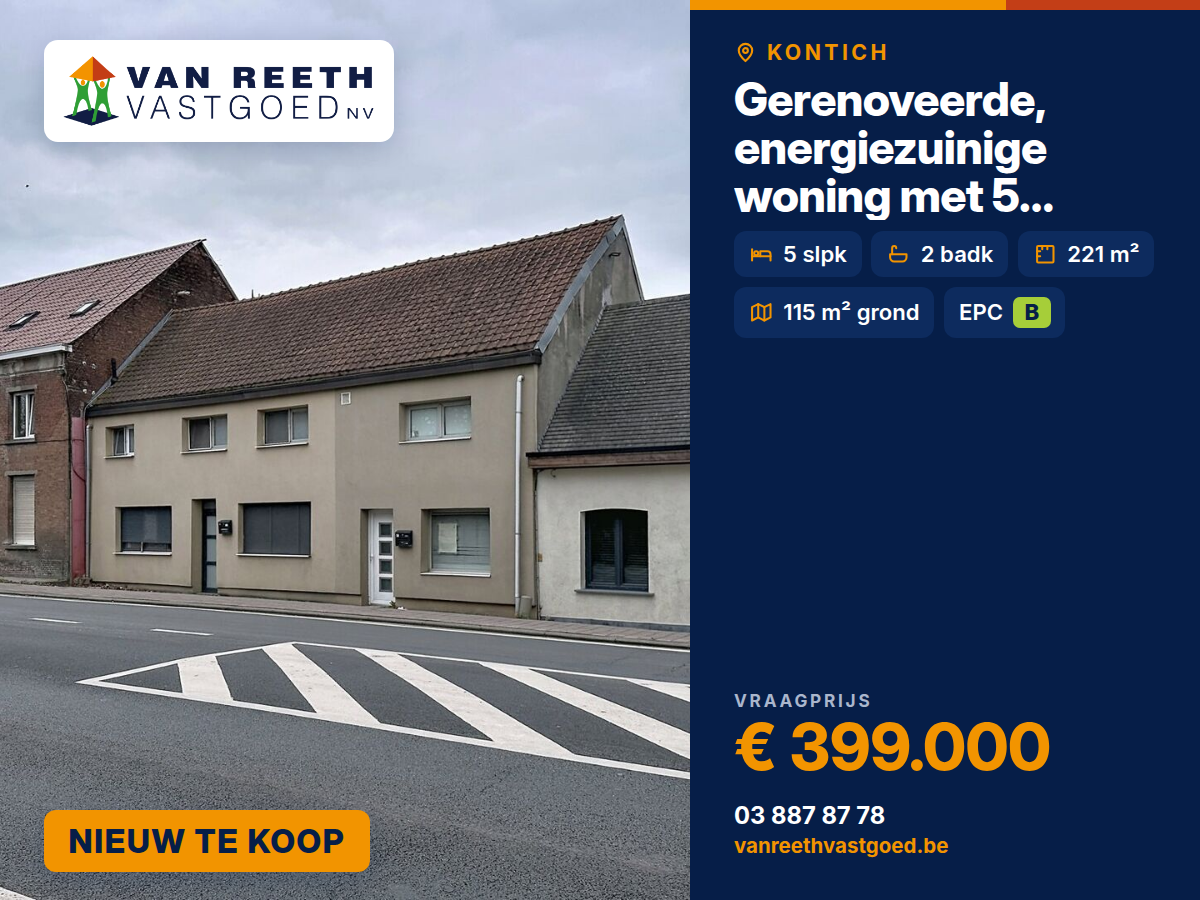 VAN REETH
VASTGOED NV
NIEUW TE KOOP
KONTICH
Gerenoveerde,
energiezuinige
woning met 5...
5 slpk
2 badk
221 m²
115 m² grond
EPC B
VRAAGPRIJS
€ 399.000
03 887 87 78
vanreethvastgoed.be